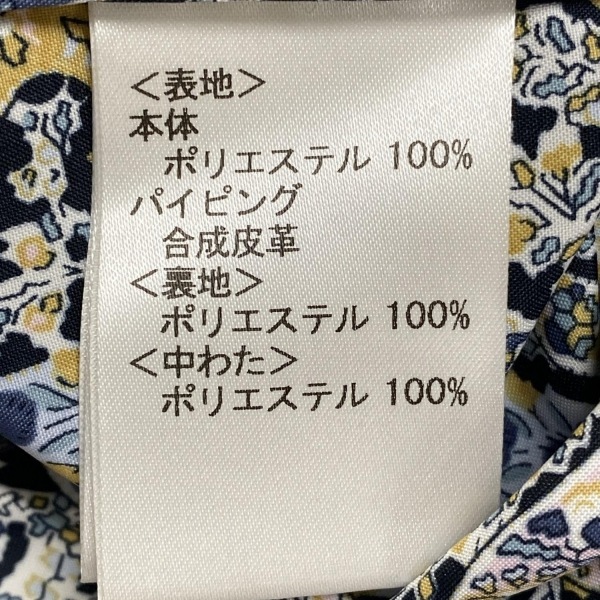 ＜表地＞
本体
ポリエステル 100%
パイピング
合成皮革
＜裏地＞
ポリエステル 100%
＜中わた＞
ポリエステル 100%